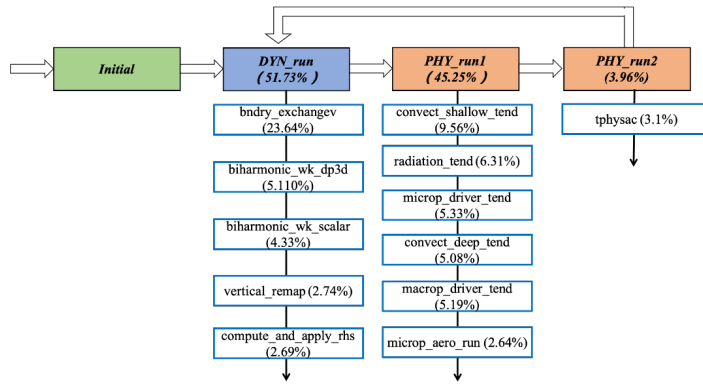 Initial
DYN_run
( 51.73% )
PHY_run1
( 45.25% )
PHY_run2
(3.96%)
bndry_exchangev
(23.64%)
biharmonic_wk_dp3d
(5.110%)
biharmonic_wk_scalar
(4.33%)
vertical_remap (2.74%)
compute_and_apply_rhs
(2.69%)
convect_shallow_tend
(9.56%)
radiation_tend (6.31%)
microp_driver_tend
(5.33%)
convect_deep_tend
(5.08%)
macrop_driver_tend
(5.19%)
microp_aero_run (2.64%)
tphysac (3.1%)